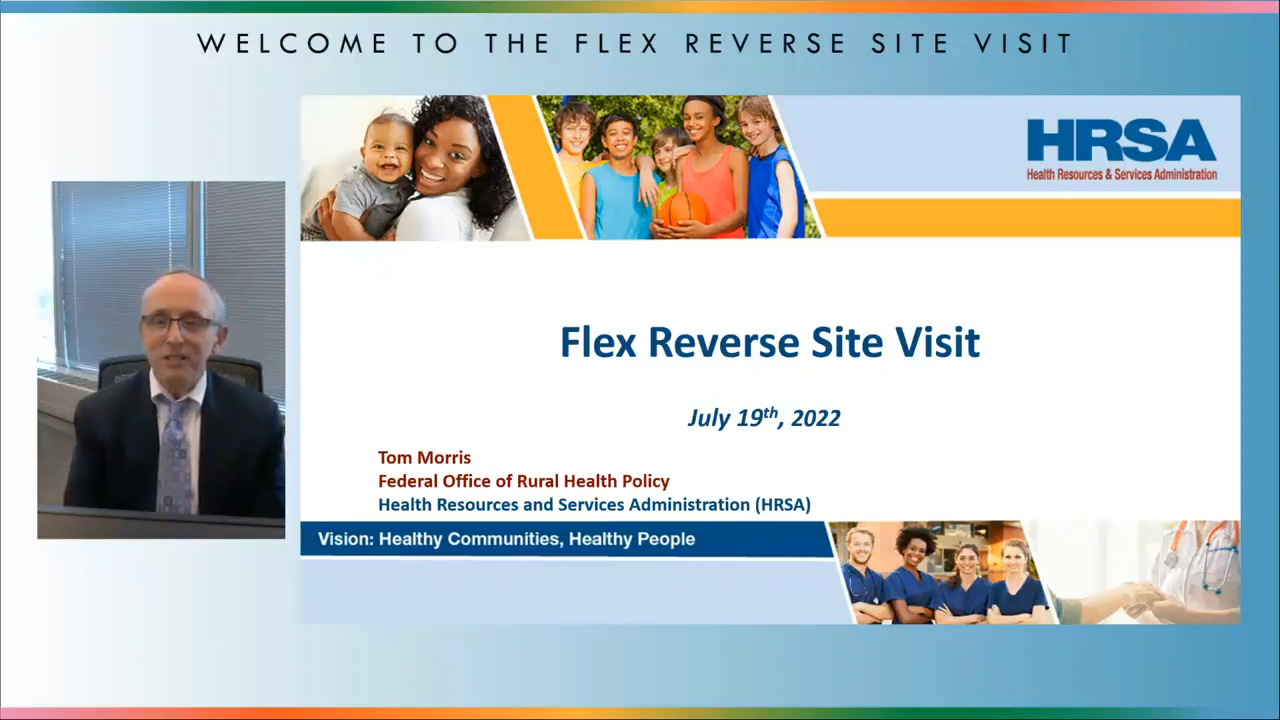 WELCOME TO THE FLEX REVERSE SITE VISIT
HRSA
Health Resources & Services Administration
Flex Reverse Site Visit
July 19th, 2022
Tom Morris
Federal Office of Rural Health Policy
Health Resources and Services Administration (HRSA)
Vision: Healthy Communities, Healthy People